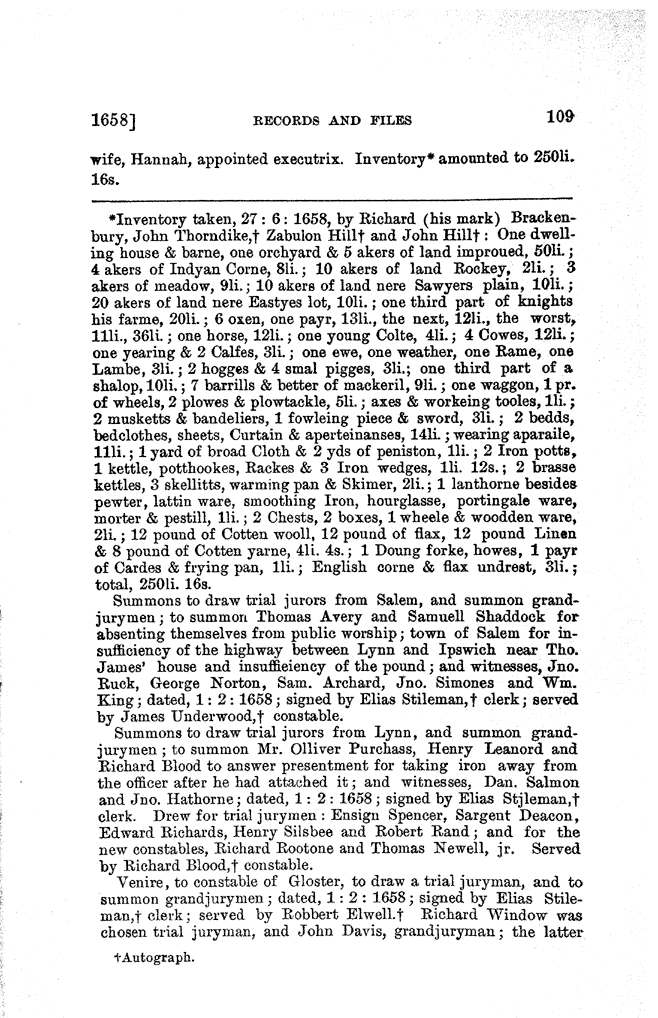 1658] RECORDS AND FILES 109
wife, Hannah, appointed executrix. Inventory* amounted to 250li.
16s.
*Inventory taken, 27 : 6 : 1658, by Richard (his mark) Bracken-
bury, John Thorndike,† Zabulon Hill† and John Hill† : One dwell-
ing house & barne, one orchyard & 5 akers of land improued, 50li. ;
4 akers of Indyan Corne, 8li. ; 10 akers of land Rockey, 2li. ; 3
akers of meadow, 9li. ; 10 akers of land nere Sawyers plain, 10li. ;
20 akers of land nere Eastyes lot, 10li. ; one third part of knights
his farme, 20li. ; 6 oxen, one payr, 13li., the next, 12li., the worst,
11li., 36li. ; one horse, 12li. ; one young Colte, 4li. ; 4 Cowes, 12li. ;
one yearing & 2 Calfes, 3li. ; one ewe, one weather, one Rame, one
Lambe, 3li. ; 2 hogges & 4 smal pigges, 3li.; one third part of a
shalop, 10li. ; 7 barrills & better of mackeril, 9li. ; one waggon, 1 pr.
of wheels, 2 plowes & plowtackle, 5li. ; axes & workeing tooles, 1li. ;
2 musketts & bandeliers, 1 fowleing piece & sword, 3li. ; 2 bedds,
bedclothes, sheets, Curtain & aperteinanses, 14li. ; wearing aparaile,
11li. ; 1 yard of broad Cloth & 2 yds of peniston, 1li. ; 2 Iron potts,
1 kettle, potthookes, Rackes & 3 Iron wedges, 1li. 12s. ; 2 brasse
kettles, 3 skellitts, warming pan & Skimer, 2li. ; 1 lanthorne besides
pewter, lattin ware, smoothing Iron, hourglasse, portingale ware,
morter & pestill, 1li. ; 2 Chests, 2 boxes, 1 wheele & woodden ware,
2li. ; 12 pound of Cotten wooll, 12 pound of flax, 12 pound Linen
& 8 pound of Cotten yarne, 4li. 4s. ; 1 Doung forke, howes, 1 payr
of Cardes & frying pan, 1li. ; English corne & flax undrest, 3li. ;
total, 250li. 16s.
Summons to draw trial jurors from Salem, and summon grand-
jurymen ; to summon Thomas Avery and Samuell Shaddock for
absenting themselves from public worship ; town of Salem for in-
sufficiency of the highway between Lynn and Ipswich near Tho.
James' house and insuffieiency of the pound ; and witnesses, Jno.
Ruck, George Norton, Sam. Archard, Jno. Simones and Wm.
King ; dated, 1 : 2 : 1658 ; signed by Elias Stileman,† clerk ; served
by James Underwood,† constable.
Summons to draw trial jurors from Lynn, and summon grand-
jurymen ; to summon Mr. Olliver Purchass, Henry Leanord and
Richard Blood to answer presentment for taking iron away from
the officer after he had attached it ; and witnesses, Dan. Salmon
and Jno. Hathorne ; dated, 1 : 2 : 1658 ; signed by Elias Stjleman,†
clerk. Drew for trial jurymen : Ensign Spencer, Sargent Deacon,
Edward Richards, Henry Silsbee and Robert Rand ; and for the
new constables, Richard Rootone and Thomas Newell, jr. Served
by Richard Blood,† constable.
Venire, to constable of Gloster, to draw a trial juryman, and to
summon grandjurymen ; dated, 1 : 2 : 1658 ; signed by Elias Stile-
man,† clerk ; served by Robbert Elwell.† Richard Window was
chosen trial juryman, and John Davis, grandjuryman ; the latter
†Autograph.